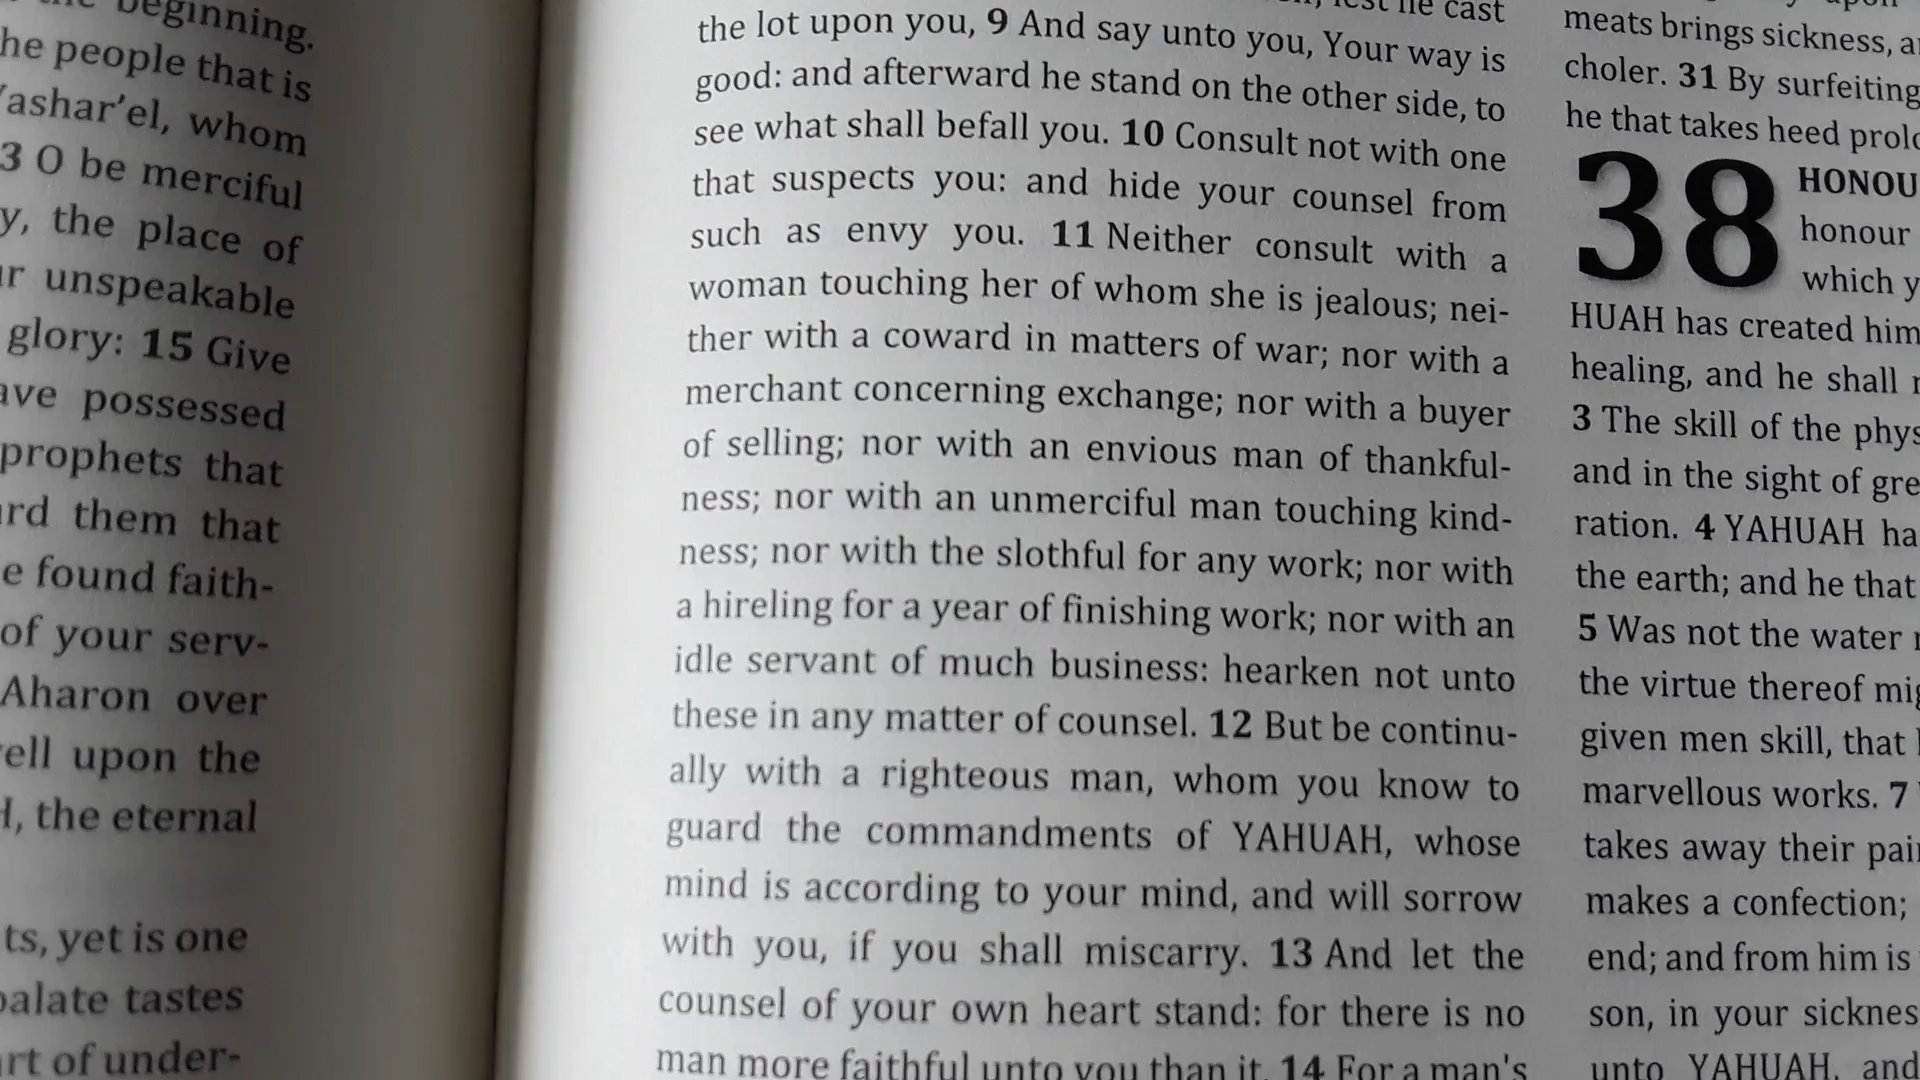 beginning.
he people that is
Yashar'el, whom
3 O be merciful
y, the place of
ur unspeakable
glory: 15 Give
ave possessed
prophets that
ard them that
e found faith-
of your serv-
Aharon over
ell upon the
H, the eternal
ts, yet is one
palate tastes
art of under-
lest he cast
the lot upon you, 9 And say unto you, Your way is
good: and afterward he stand on the other side, to
see what shall befall you. 10 Consult not with one
that suspects you: and hide your counsel from
such as envy you. 11 Neither consult with a
woman touching her of whom she is jealous; nei-
ther with a coward in matters of war; nor with a
merchant concerning exchange; nor with a buyer
of selling; nor with an envious man of thankful-
ness; nor with an unmerciful man touching kind-
ness; nor with the slothful for any work; nor with
a hireling for a year of finishing work; nor with an
idle servant of much business: hearken not unto
these in any matter of counsel. 12 But be continu-
ally with a righteous man, whom you know to
guard the commandments of YAHUAH, whose
mind is according to your mind, and will sorrow
with you, if you shall miscarry. 13 And let the
counsel of your own heart stand: for there is no
man more faithful unto you than it. 14 For a man's
meats brings sickness, a
choler. 31 By surfeiting
he that takes heed prolo
38 HONOU
honour
which y
HUAH has created him
healing, and he shall r
3 The skill of the phys
and in the sight of gre
ration. 4 YAHUAH ha
the earth; and he that
5 Was not the water
the virtue thereof mig
given men skill, that
marvellous works. 7
takes away their pai
makes a confection;
end; and from him is
son, in your sicknes
unto YAHUAH, and